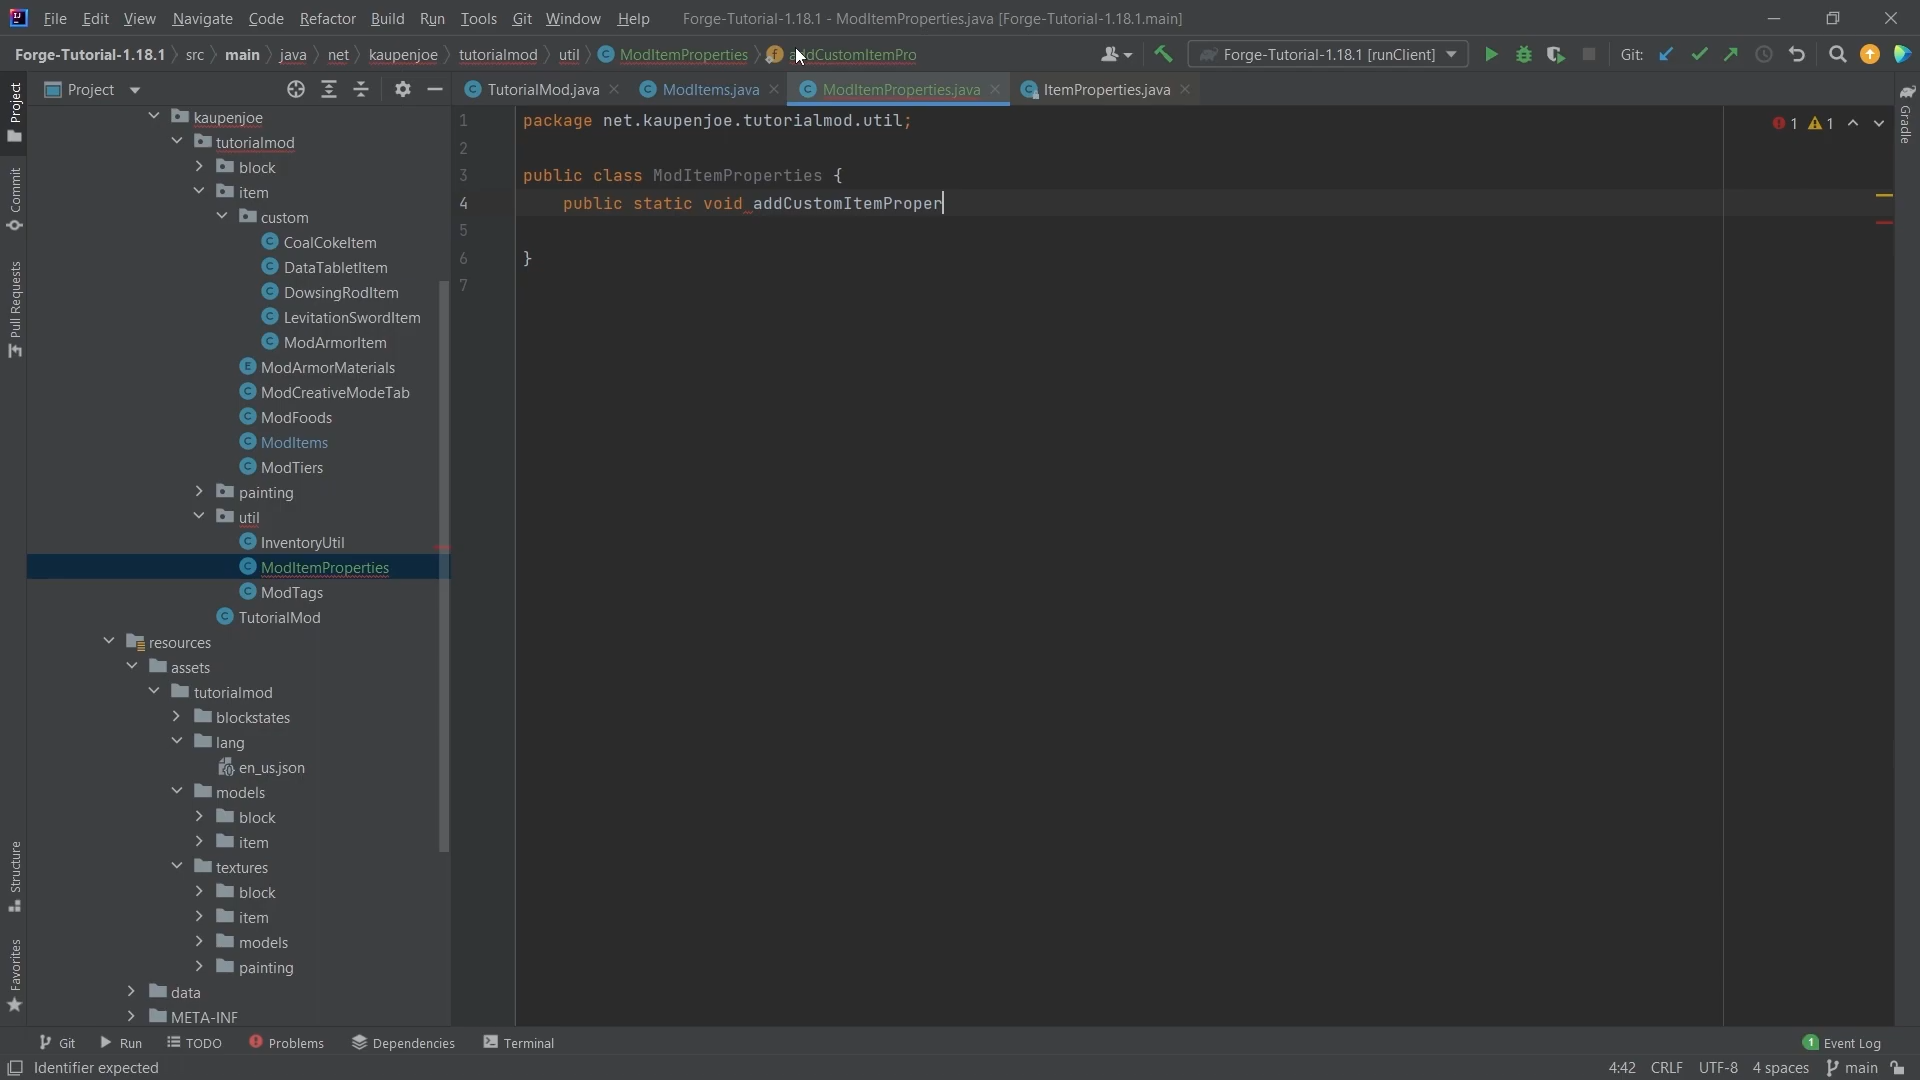 File Edit View Navigate Code Refactor Build Run Tools Git Window Help Forge-Tutorial-1.18.1 - ModItemProperties.java [Forge-Tutorial-1.18.1.main]
Forge-Tutorial-1.18.1 src main java net kaupenjoe tutorialmod util ModItemProperties addCustomItemPro Forge-Tutorial-1.18.1 [runClient] Git:
Project TutorialMod.java ModItems.java ModItemProperties.java ItemProperties.java
Project
Commit
Pull Requests
Structure
Favorites
kaupenjoe
tutorialmod
block
item
custom
CoalCokeItem
DataTabletItem
DowsingRodItem
LevitationSwordItem
ModArmorItem
ModArmorMaterials
ModCreativeModeTab
ModFoods
ModItems
ModTiers
painting
util
InventoryUtil
ModItemProperties
ModTags
TutorialMod
resources
assets
tutorialmod
blockstates
lang
en_us.json
models
block
item
textures
block
item
models
painting
data
META-INF
1 package net.kaupenjoe.tutorialmod.util;
2
3 public class ModItemProperties {
4 public static void addCustomItemProper
5
6 }
7
1 1
Gradle
Git Run TODO Problems Dependencies Terminal 1 Event Log
Identifier expected 4:42 CRLF UTF-8 4 spaces main